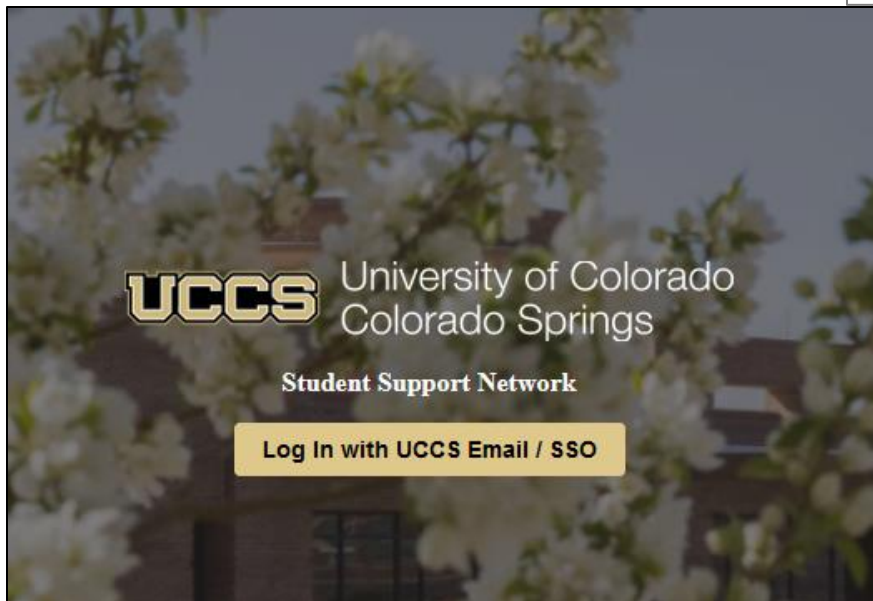 UCCS
University of Colorado
Colorado Springs
Student Support Network
Log In with UCCS Email / SSO